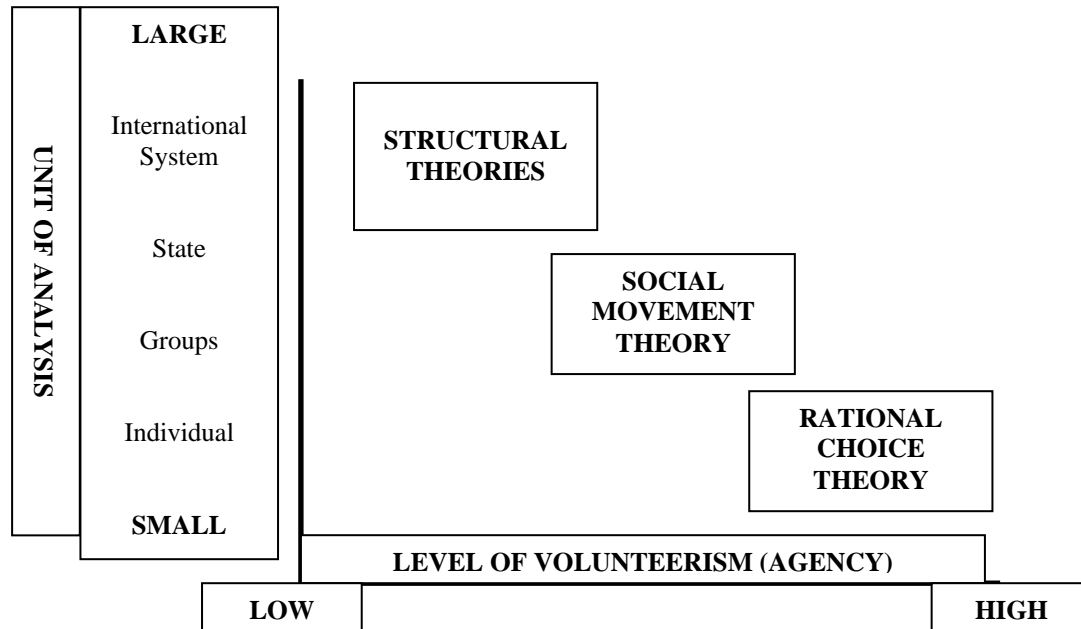 UNIT OF ANALYSIS
LARGE
International
System
State
Groups
Individual
SMALL
STRUCTURAL
THEORIES
SOCIAL
MOVEMENT
THEORY
RATIONAL
CHOICE
THEORY
LEVEL OF VOLUNTEERISM (AGENCY)
LOW
HIGH